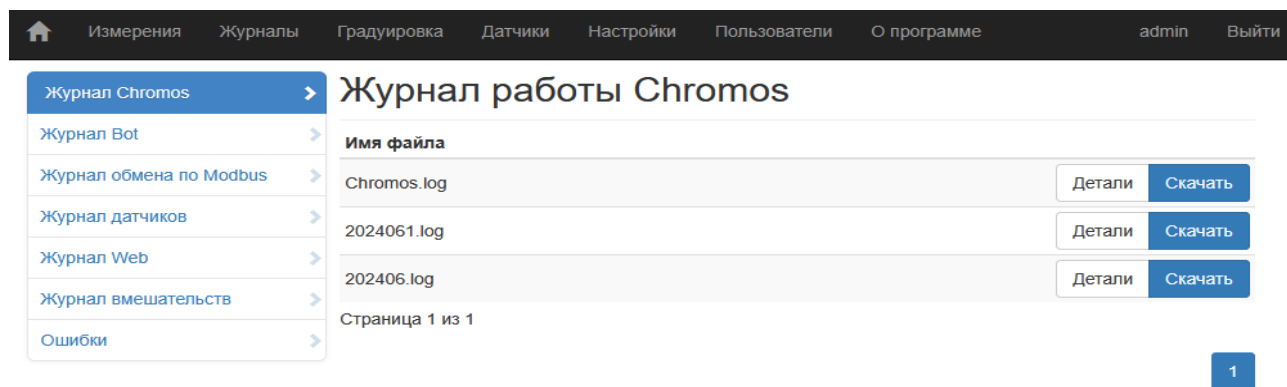 Измерения Журналы Градуировка Датчики Настройки Пользователи О программе admin Выйти
Журнал Chromos
Журнал Bot
Журнал обмена по Modbus
Журнал датчиков
Журнал Web
Журнал вмешательств
Ошибки
Журнал работы Chromos
Имя файла
Chromos.log Детали Скачать
2024061.log Детали Скачать
202406.log Детали Скачать
Страница 1 из 1
1